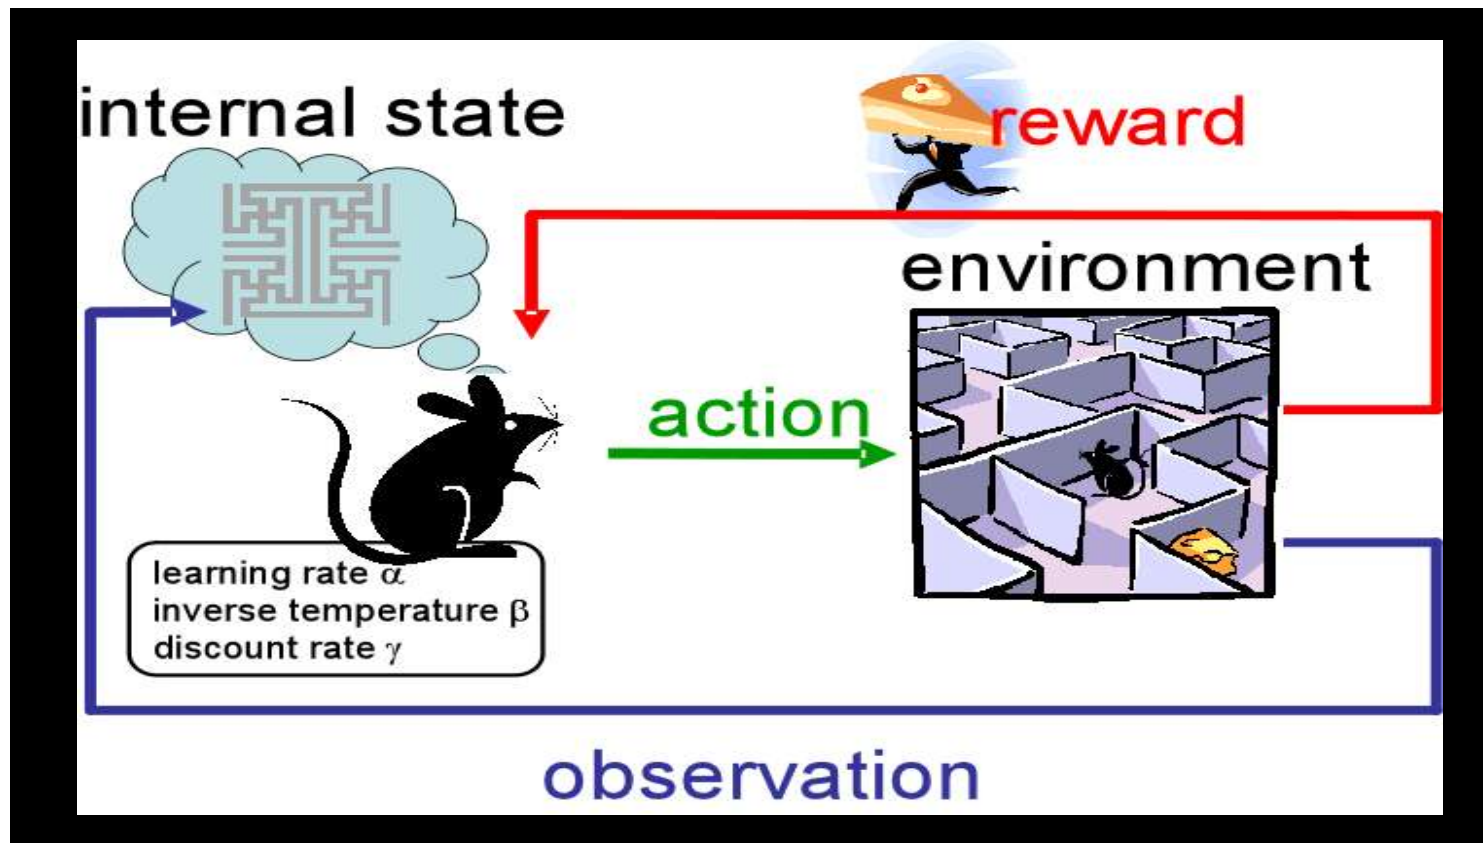 internal state
reward
environment
action
learning rate α
inverse temperature β
discount rate γ
observation